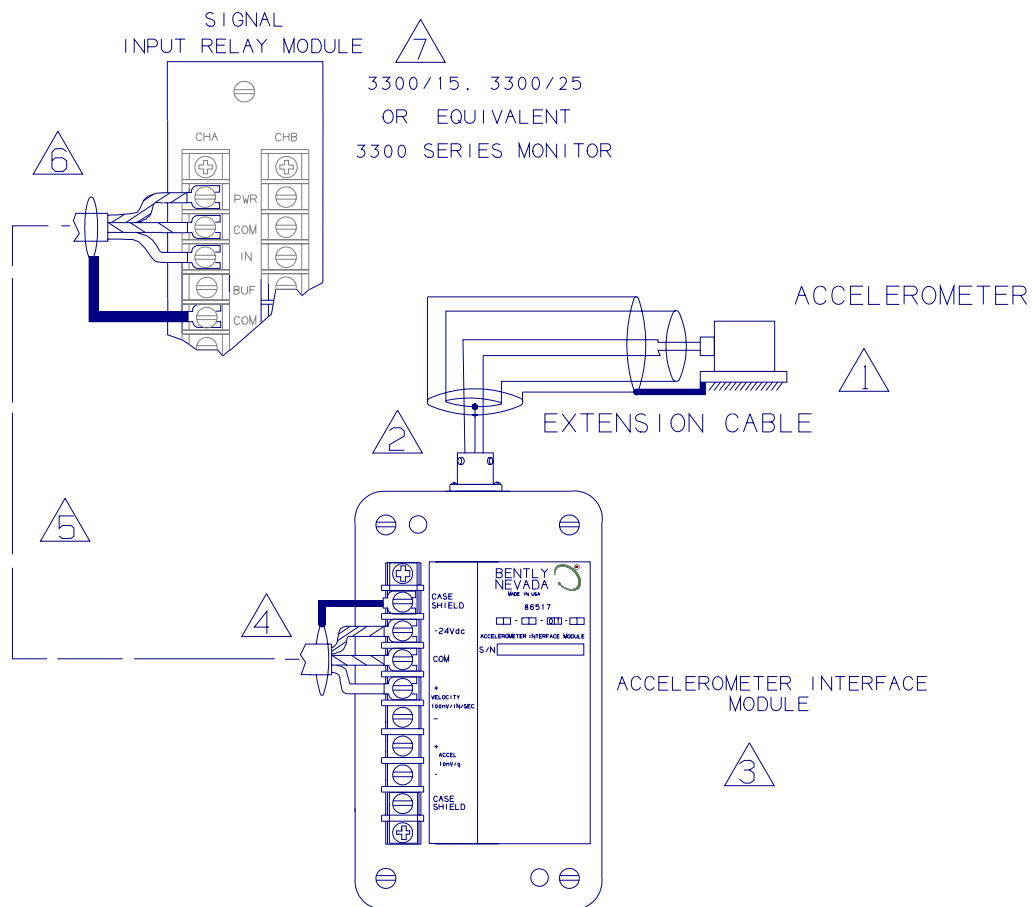 SIGNAL
INPUT RELAY MODULE
7
3300/15. 3300/25
OR EQUIVALENT
3300 SERIES MONITOR
CHA
CHB
6
PWR
COM
IN
BUF
COM
ACCELEROMETER
1
EXTENSION CABLE
2
5
4
CASE
SHIELD
-24Vdc
COM
+
VELOCITY
100mV/IN/SEC
-
+
ACCEL
10mV/g
-
CASE
SHIELD
BENTLY
NEVADA
MADE IN USA
86517
- - 01 -
ACCELEROMETER INTERFACE MODULE
S/N
ACCELEROMETER INTERFACE
MODULE
3